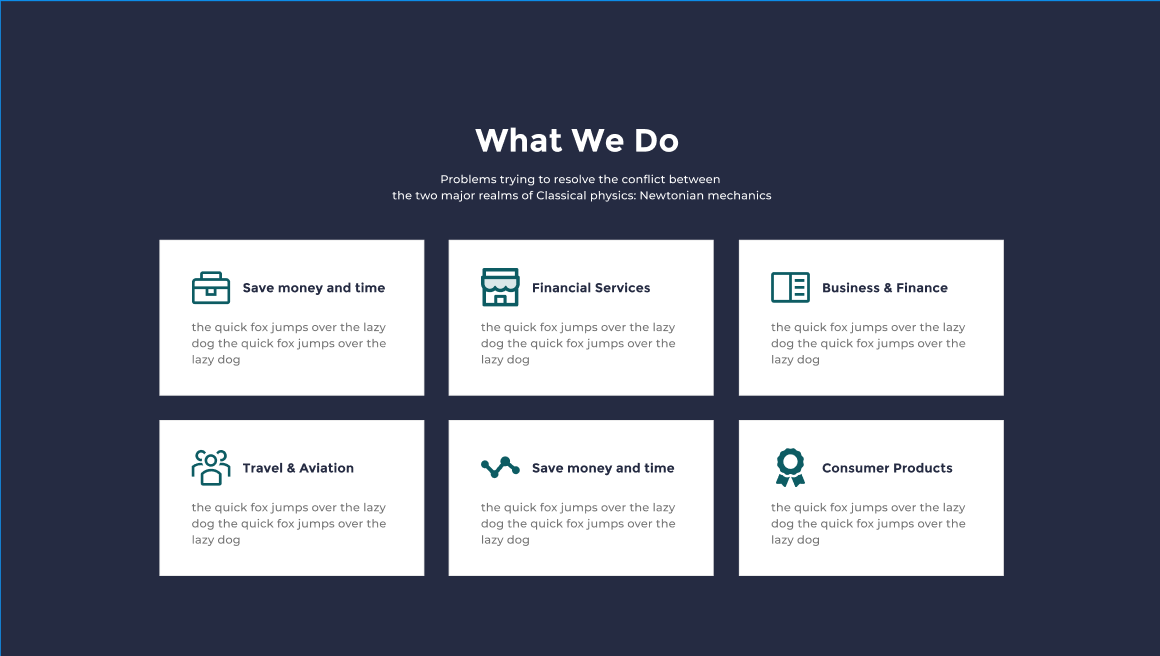 What We Do
Problems trying to resolve the conflict between
the two major realms of Classical physics: Newtonian mechanics
Save money and time
the quick fox jumps over the lazy
dog the quick fox jumps over the
lazy dog
Financial Services
the quick fox jumps over the lazy
dog the quick fox jumps over the
lazy dog
Business & Finance
the quick fox jumps over the lazy
dog the quick fox jumps over the
lazy dog
Travel & Aviation
the quick fox jumps over the lazy
dog the quick fox jumps over the
lazy dog
Save money and time
the quick fox jumps over the lazy
dog the quick fox jumps over the
lazy dog
Consumer Products
the quick fox jumps over the lazy
dog the quick fox jumps over the
lazy dog